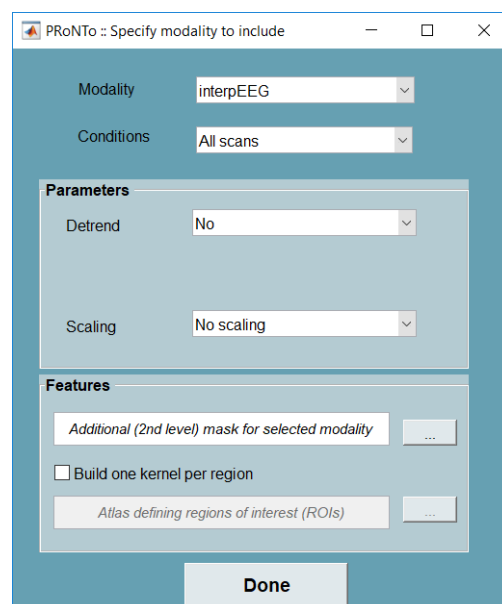 PRoNTo :: Specify modality to include
Modality
interpEEG
Conditions
All scans
Parameters
Detrend
No
Scaling
No scaling
Features
Additional (2nd level) mask for selected modality
...
Build one kernel per region
Atlas defining regions of interest (ROIs)
...
Done